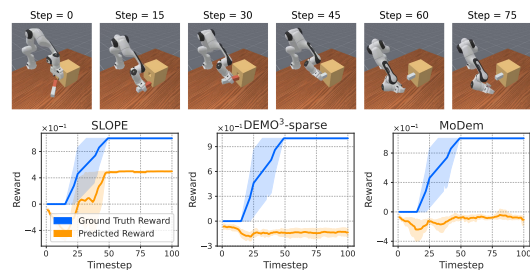 Step = 0 Step = 15 Step = 30 Step = 45 Step = 60 Step = 75
×10⁻¹ SLOPE
Reward
8
4
0
−4
Ground Truth Reward
Predicted Reward
0 25 50 75 100
Timestep
×10⁻¹ DEMO³-sparse
Reward
9
6
3
0
−3
0 25 50 75 100
Timestep
×10⁻¹ MoDem
Reward
8
4
0
−4
0 25 50 75 100
Timestep